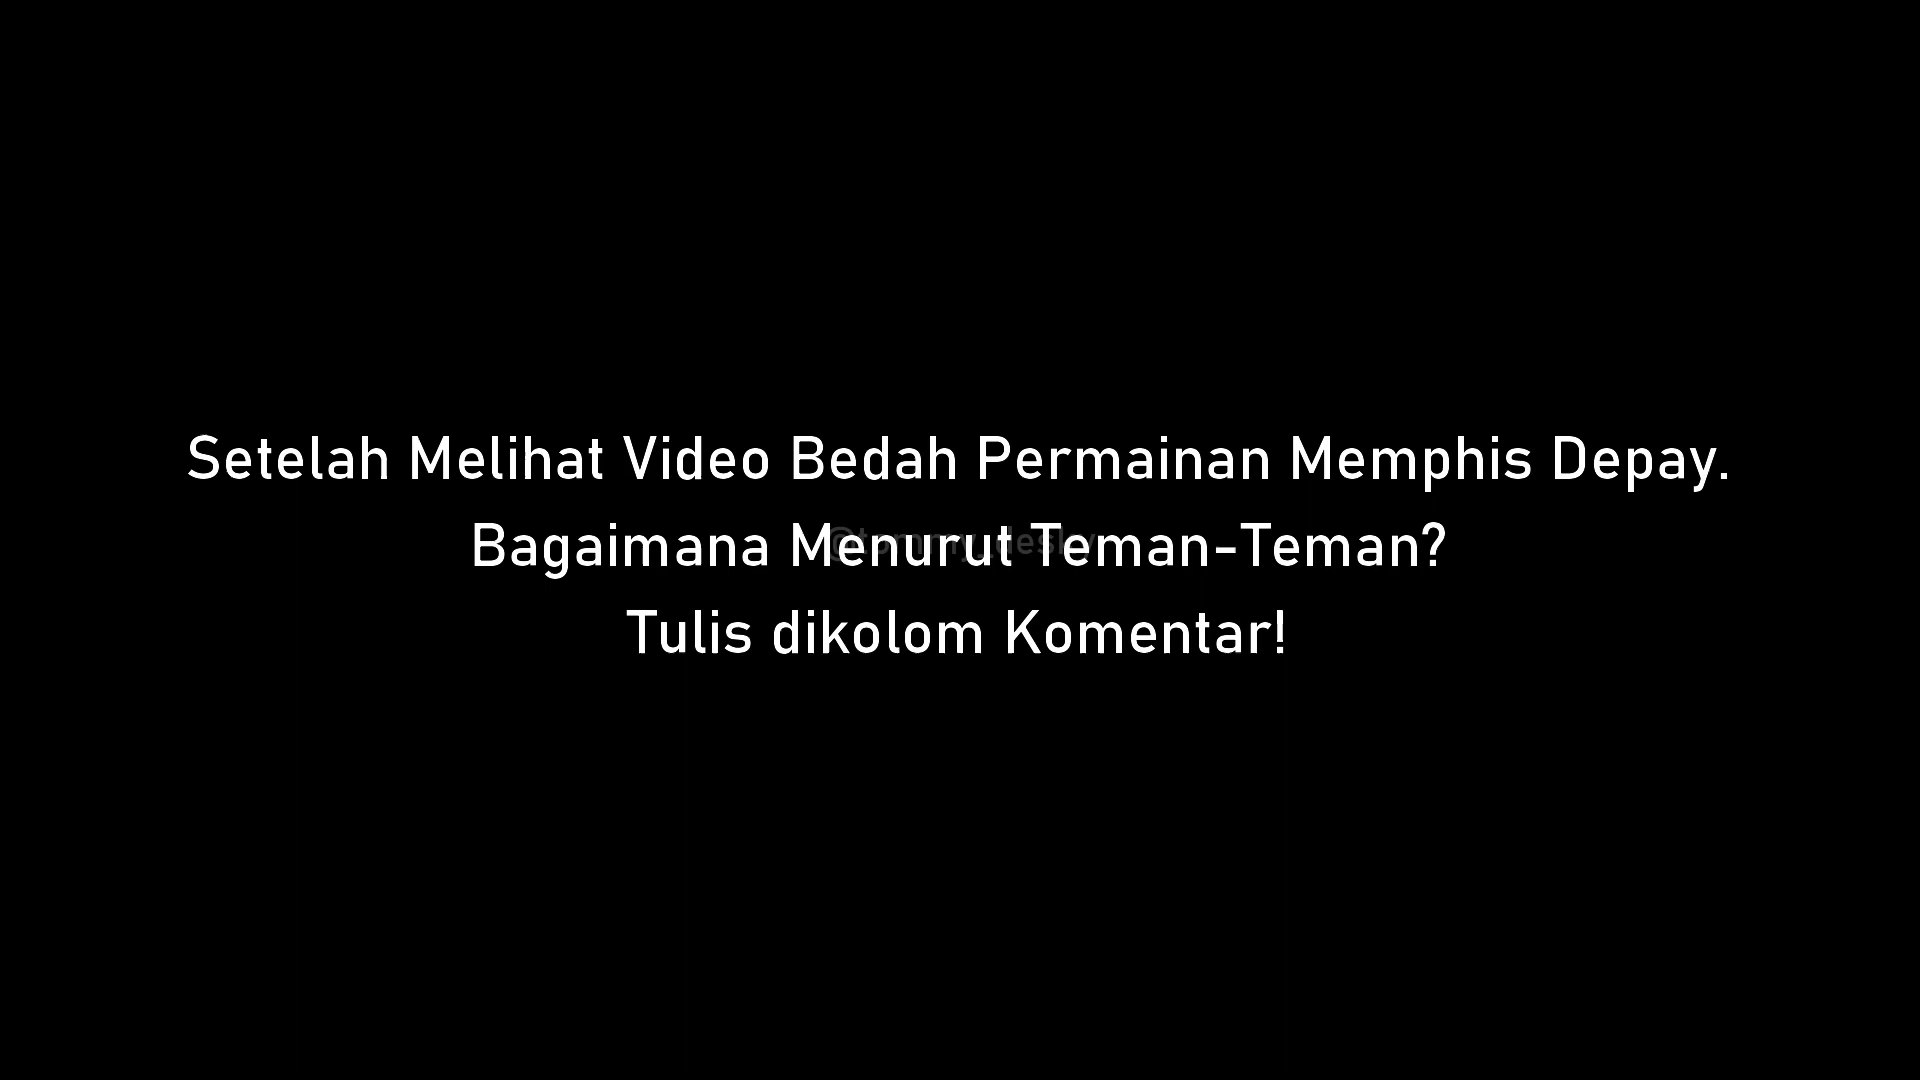 Setelah Melihat Video Bedah Permainan Memphis Depay.
Bagaimana Menurut Teman-Teman?
Tulis dikolom Komentar!